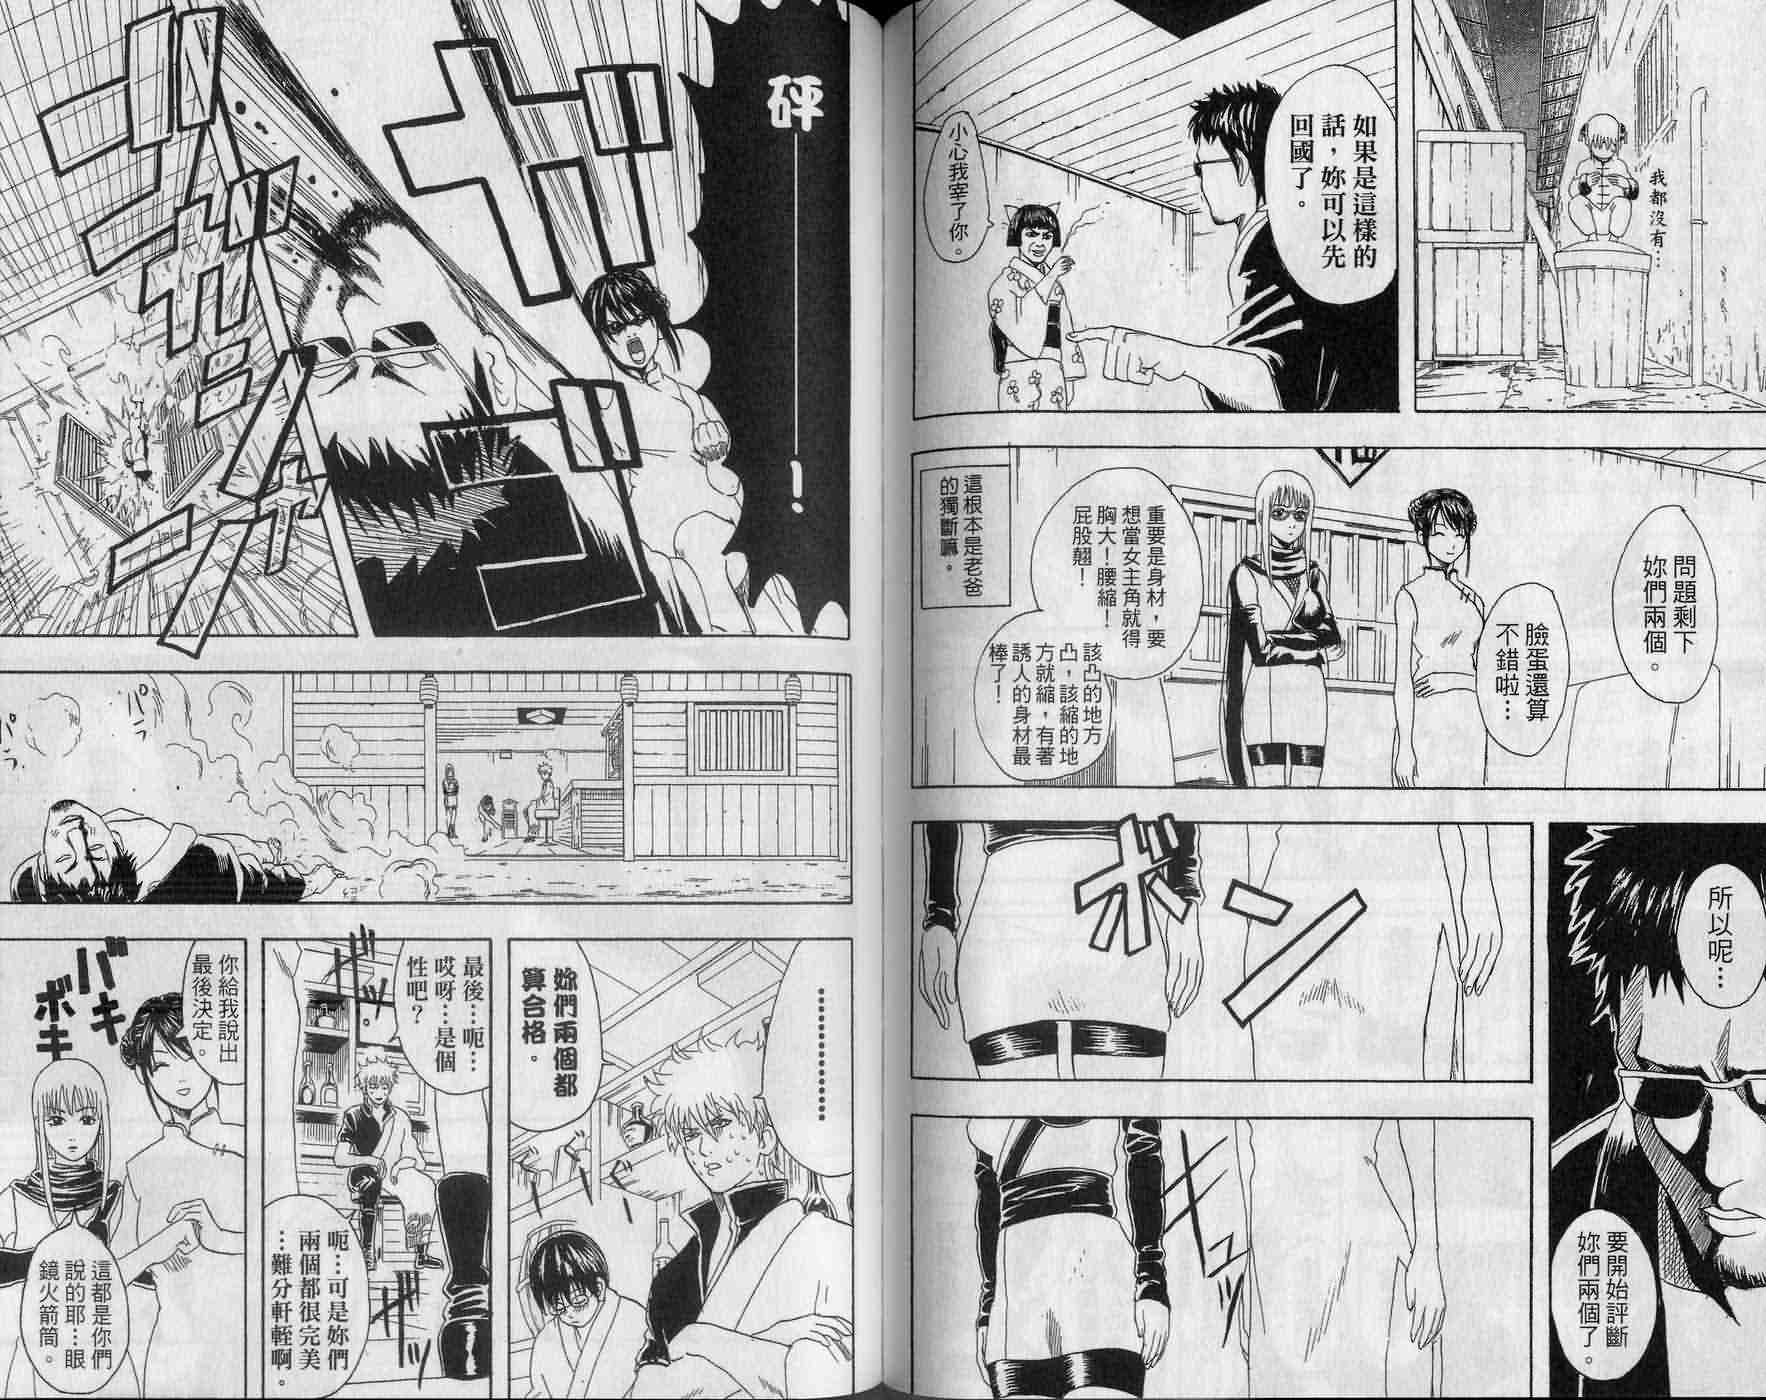 我都沒有…
如果是這樣的
話，妳可以先
回國了。
小心我宰了你。
問題剩下
妳們兩個。
臉蛋還算
不錯啦…
重要是身材，要
想當女主角就得
胸大！腰縮！
屁股翹！
該凸的地方
凸，該縮的地
方就縮，有著
誘人的身材最
棒了！
這根本是老爸
的獨斷嘛。
所以呢…
要開始評斷
妳們兩個了。
ボン
砰——！
………………
妳們兩個都
算合格。
最後…呃…
哎呀…是個
性吧？
呃…可是妳們
兩個都很完美
…難分軒輊啊。
你給我說出
最後決定。
バキ
ボキ
這都是你們
說的耶…眼
鏡火箭筒。